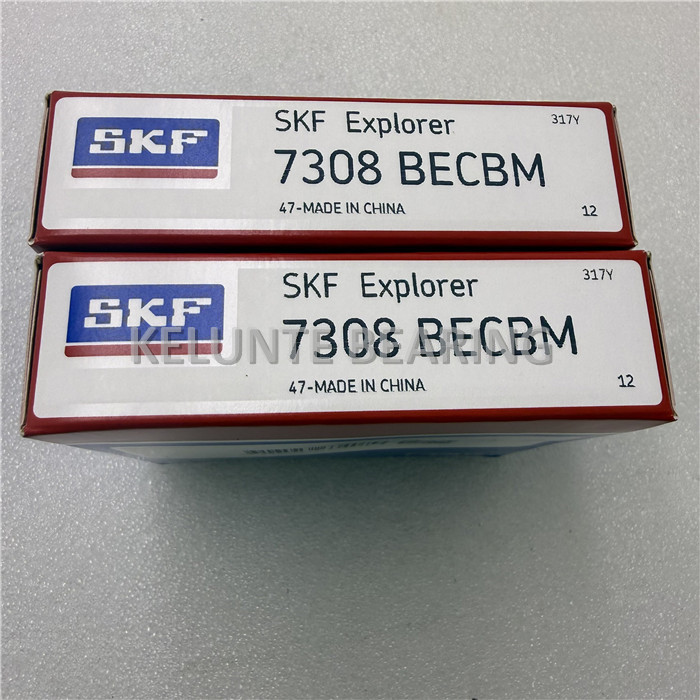 SKF
SKF Explorer
317Y
7308 BECBM
47-MADE IN CHINA
12
SKF
SKF Explorer
317Y
7308 BECBM
KELUNTE BEARING
47-MADE IN CHINA
12